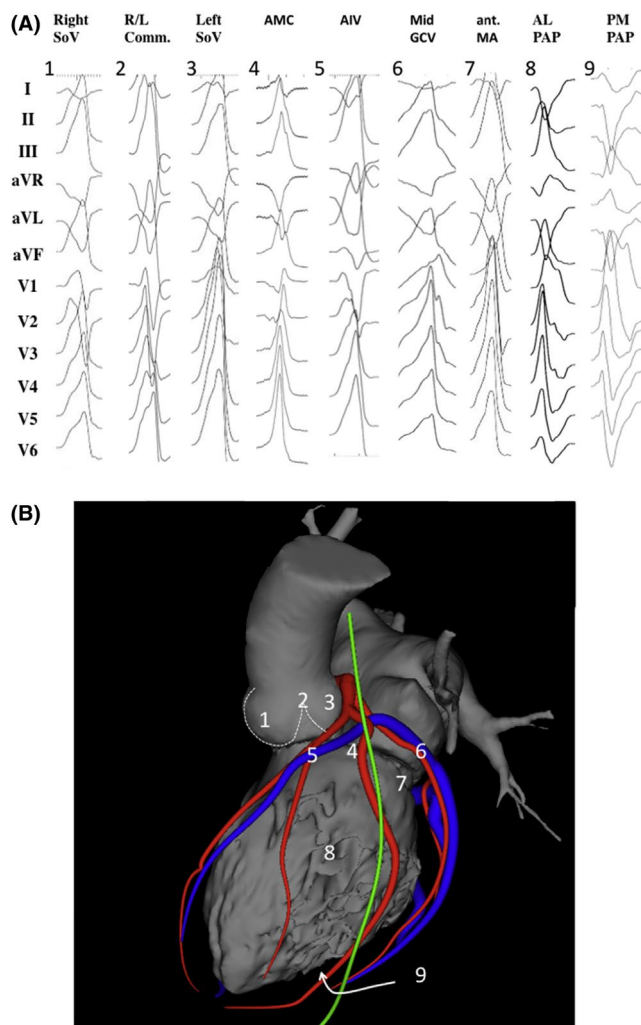 (A)
Right R/L Left AMC AIV Mid ant. AL PM
SoV Comm. SoV GCV MA PAP PAP
1 2 3 4 5 6 7 8 9
I
II
III
aVR
aVL
aVF
V1
V2
V3
V4
V5
V6
(B)
3
2
1
5 4 6
7
8
9